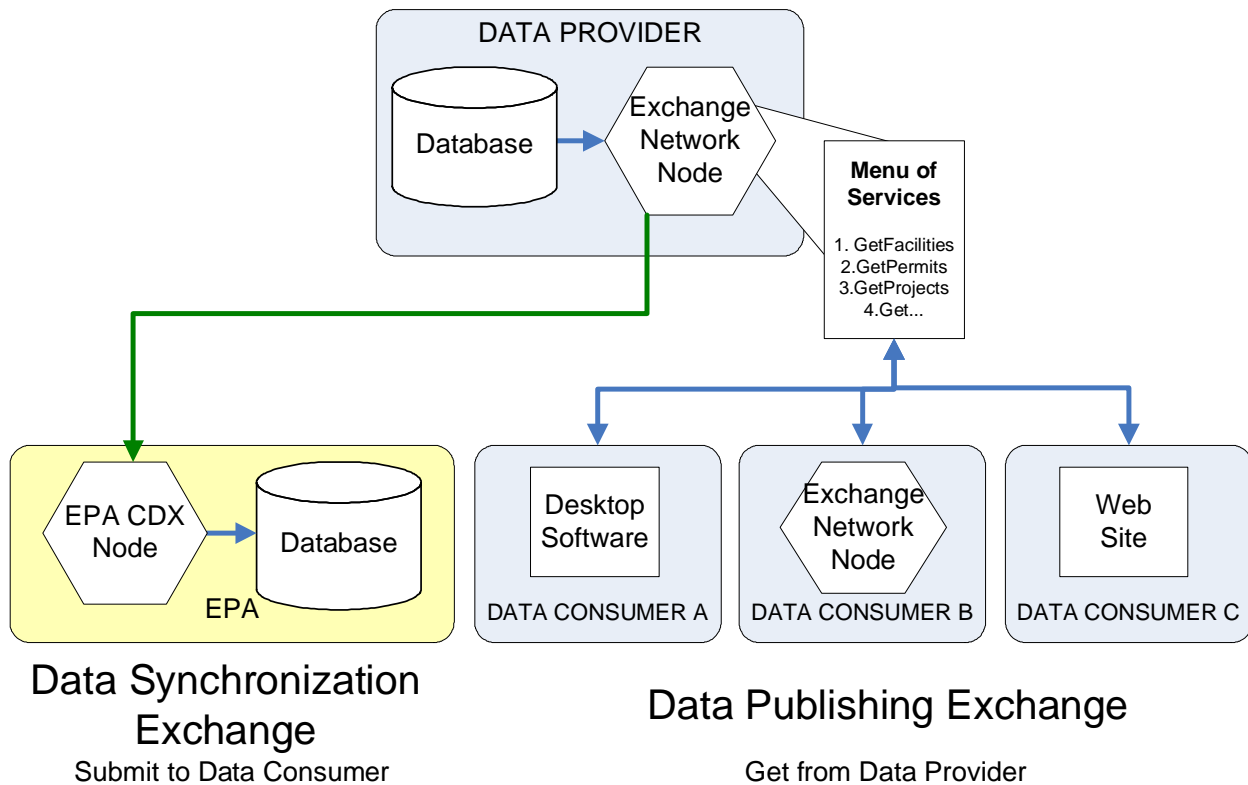 DATA PROVIDER
Database
Exchange
Network
Node
Menu of
Services
1. GetFacilities
2.GetPermits
3.GetProjects
4.Get...
EPA CDX
Node
Database
EPA
Desktop
Software
DATA CONSUMER A
Exchange
Network
Node
DATA CONSUMER B
Web
Site
DATA CONSUMER C
Data Synchronization
Exchange
Submit to Data Consumer
Data Publishing Exchange
Get from Data Provider